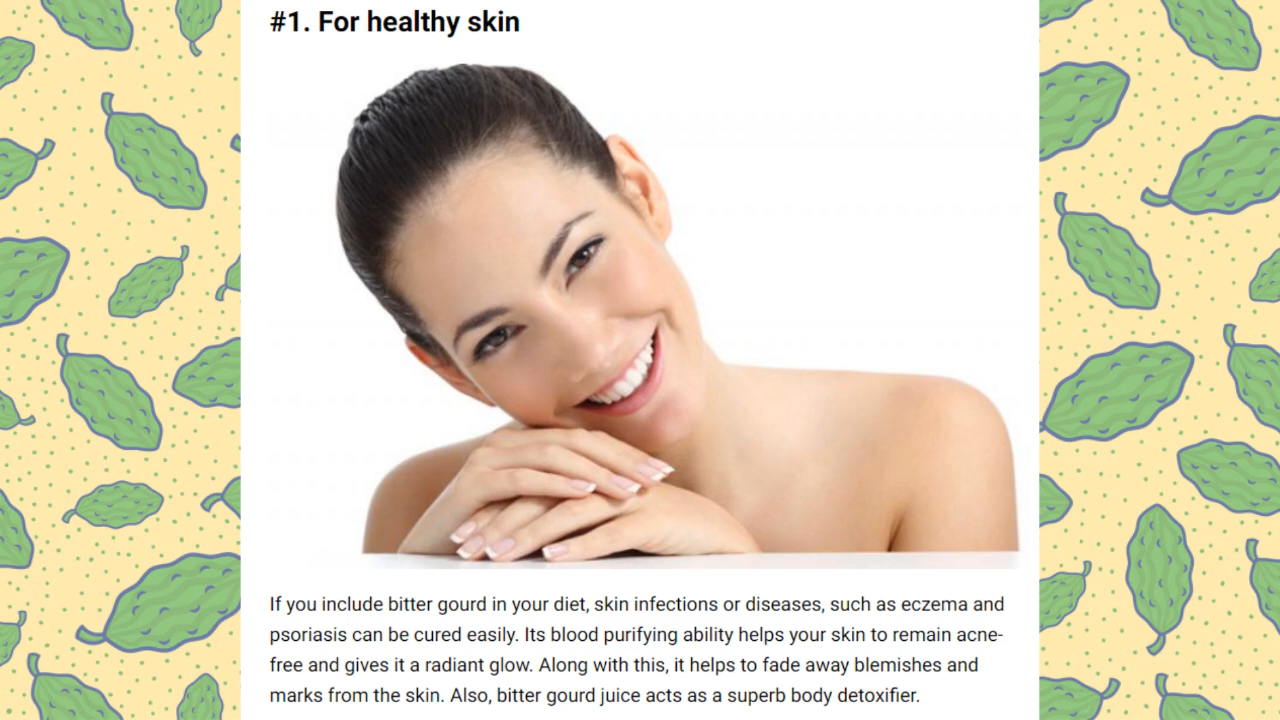 #1. For healthy skin
If you include bitter gourd in your diet, skin infections or diseases, such as eczema and
psoriasis can be cured easily. Its blood purifying ability helps your skin to remain acne-
free and gives it a radiant glow. Along with this, it helps to fade away blemishes and
marks from the skin. Also, bitter gourd juice acts as a superb body detoxifier.